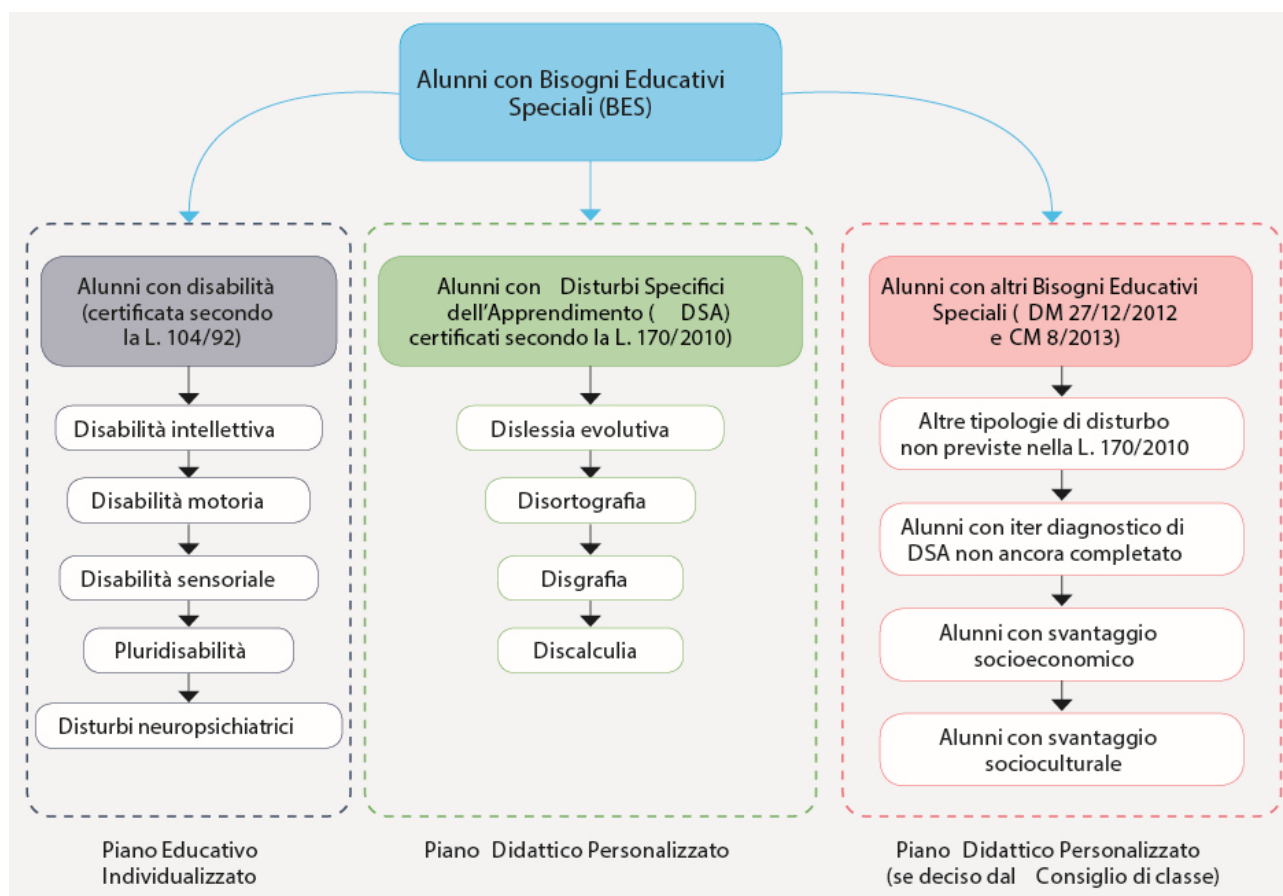 Alunni con Bisogni Educativi
Speciali (BES)
Alunni con disabilità
(certificata secondo
la L. 104/92)
Disabilità intellettiva
Disabilità motoria
Disabilità sensoriale
Pluridisabilità
Disturbi neuropsichiatrici
Piano Educativo
Individualizzato
Alunni con Disturbi Specifici
dell'Apprendimento ( DSA)
certificati secondo la L. 170/2010)
Dislessia evolutiva
Disortografia
Disgrafia
Discalculia
Piano Didattico Personalizzato
Alunni con altri Bisogni Educativi
Speciali ( DM 27/12/2012
e CM 8/2013)
Altre tipologie di disturbo
non previste nella L. 170/2010
Alunni con iter diagnostico di
DSA non ancora completato
Alunni con svantaggio
socioeconomico
Alunni con svantaggio
socioculturale
Piano Didattico Personalizzato
(se deciso dal Consiglio di classe)